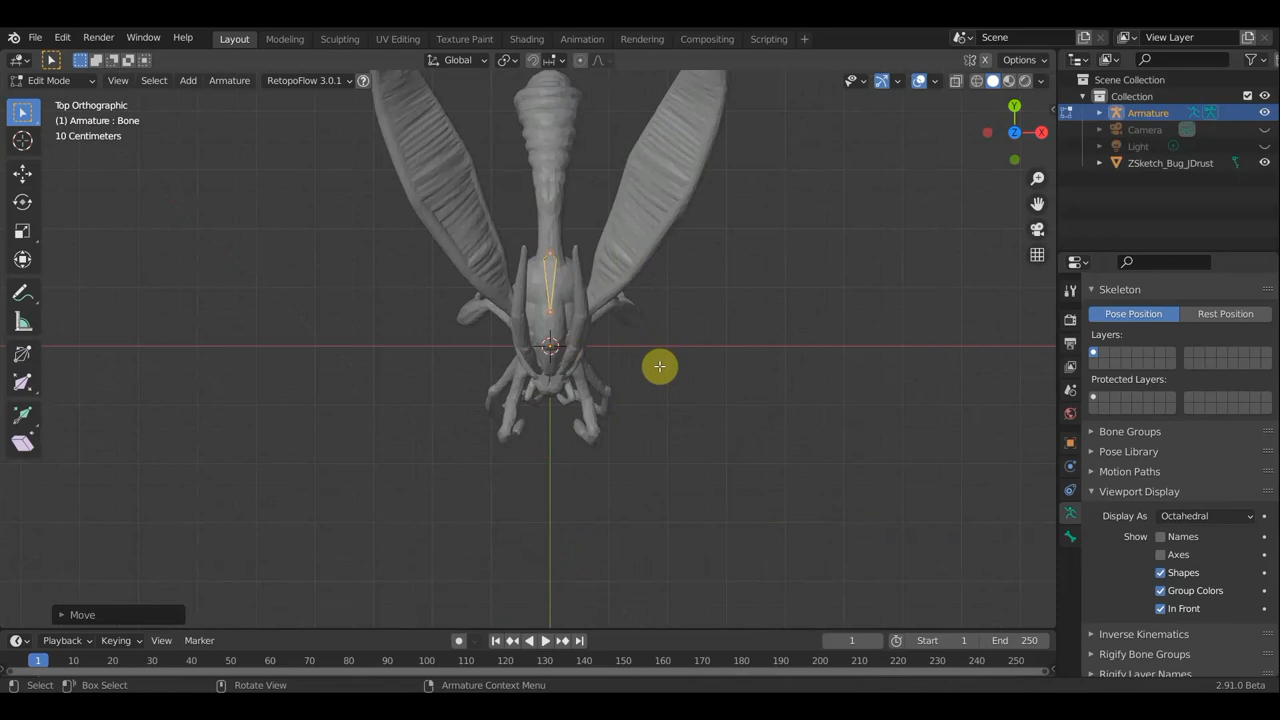 File Edit Render Window Help Layout Modeling Sculpting UV Editing Texture Paint Shading Animation Rendering Compositing Scripting + Scene View Layer
Global Options
Edit Mode View Select Add Armature RetopoFlow 3.0.1 X
Top Orthographic
(1) Armature : Bone
10 Centimeters
Y
Z X
Scene Collection
Collection
Armature
Camera
Light
ZSketch_Bug_JDrust
Skeleton
Pose Position Rest Position
Layers:
Protected Layers:
Bone Groups
Pose Library
Motion Paths
Viewport Display
Display As Octahedral
Show Names
Axes
Shapes
Group Colors
In Front
Inverse Kinematics
Rigify Bone Groups
Rigify Layer Names
Move
Playback Keying View Marker 1 Start 1 End 250
1 10 20 30 40 50 60 70 80 90 100 110 120 130 140 150 160 170 180 190 200 210 220 230 240 250
Select Box Select Rotate View Armature Context Menu 2.91.0 Beta